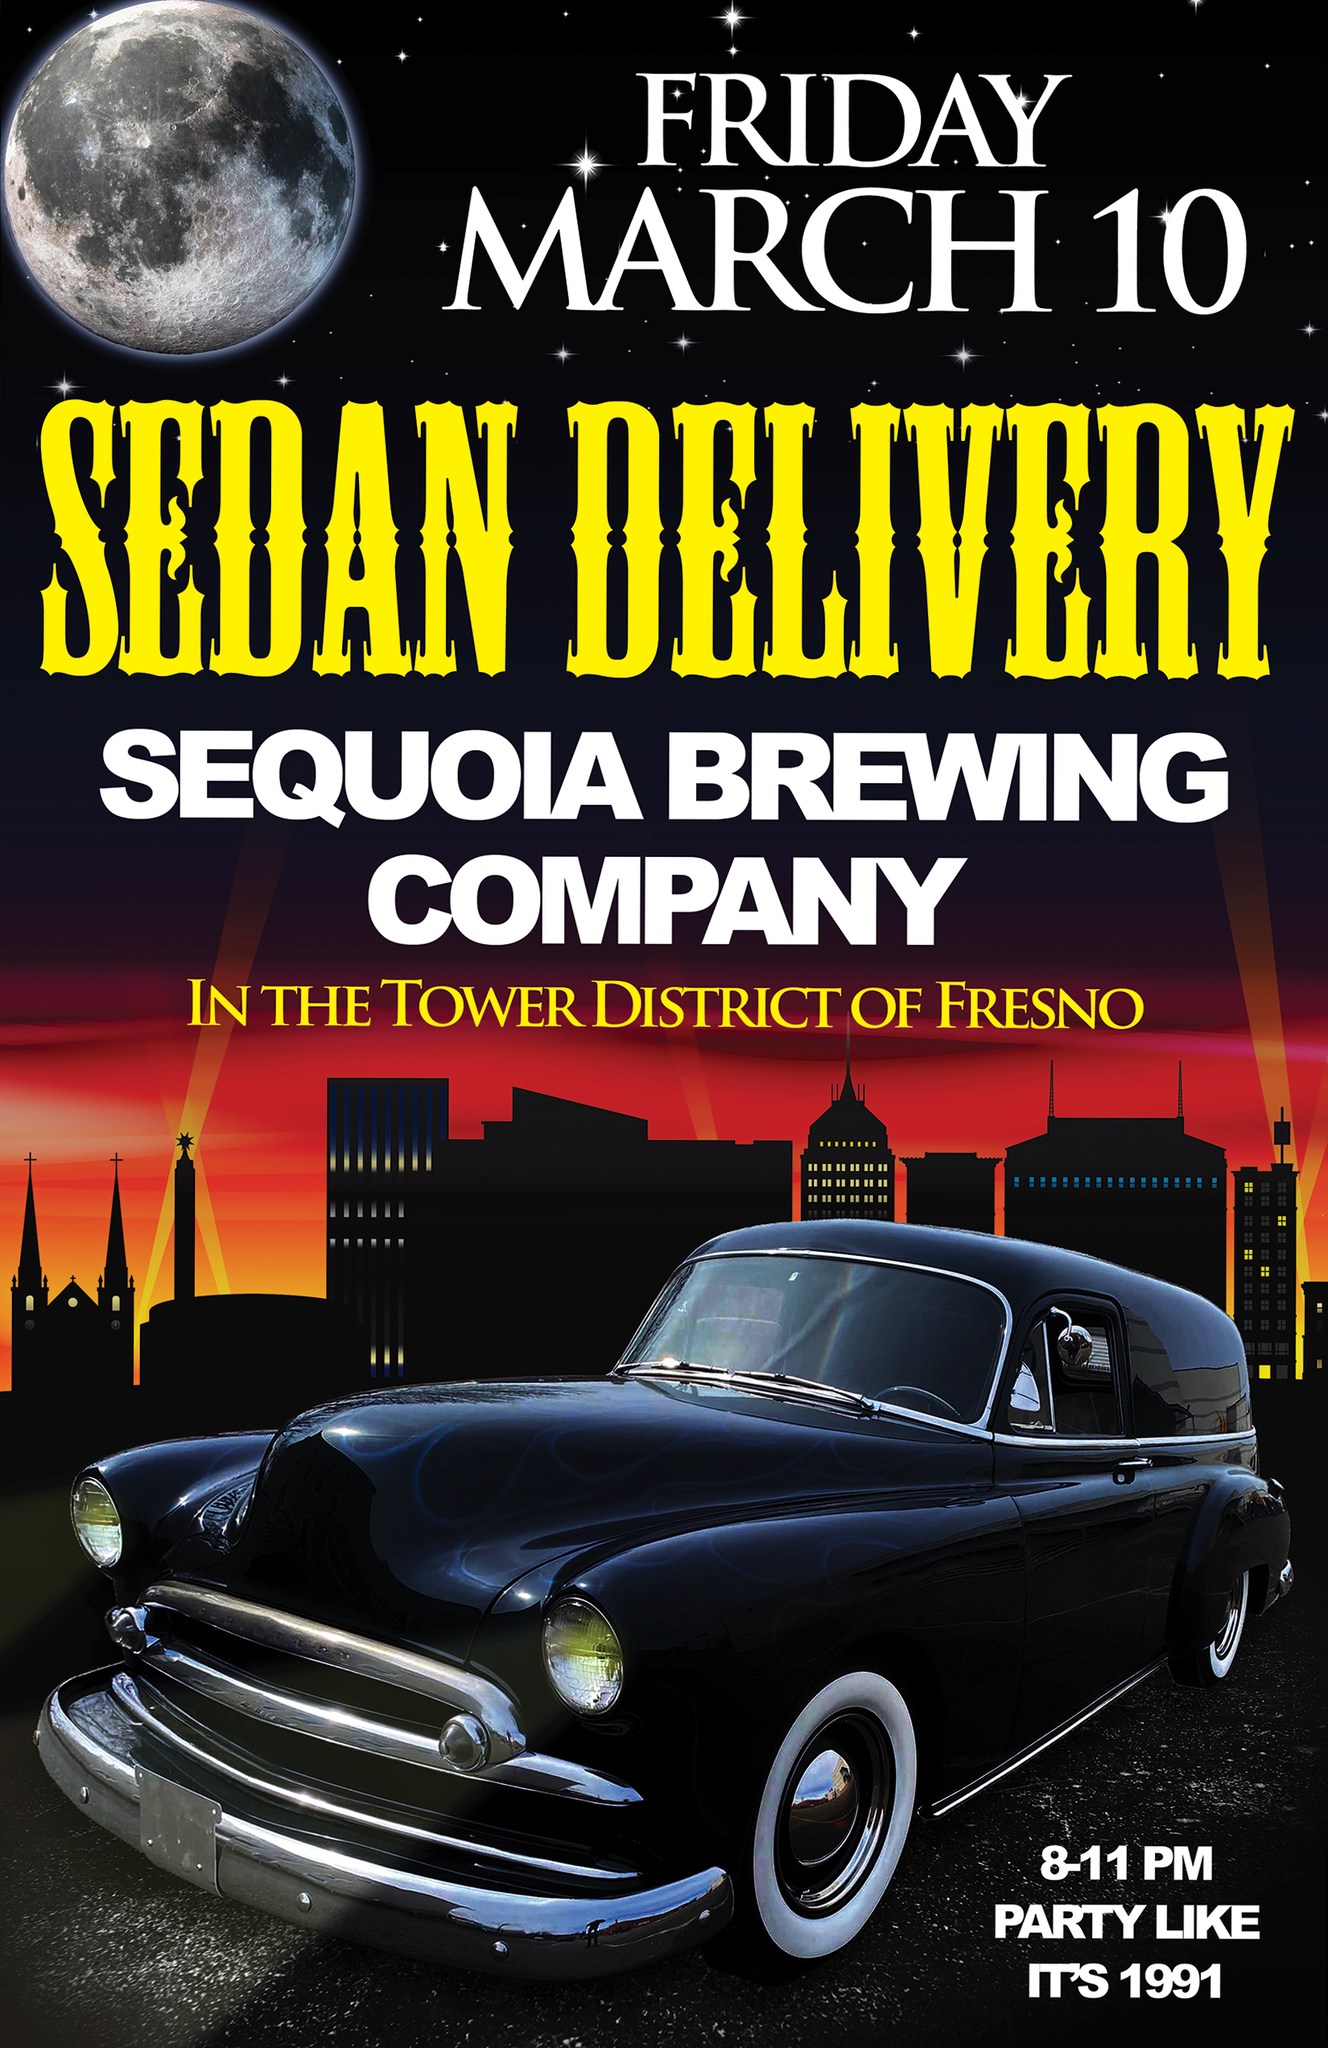 FRIDAY
MARCH 10
SEDAN DELIVERY
SEQUOIA BREWING
COMPANY
IN THE TOWER DISTRICT OF FRESNO
8-11 PM
PARTY LIKE
IT'S 1991